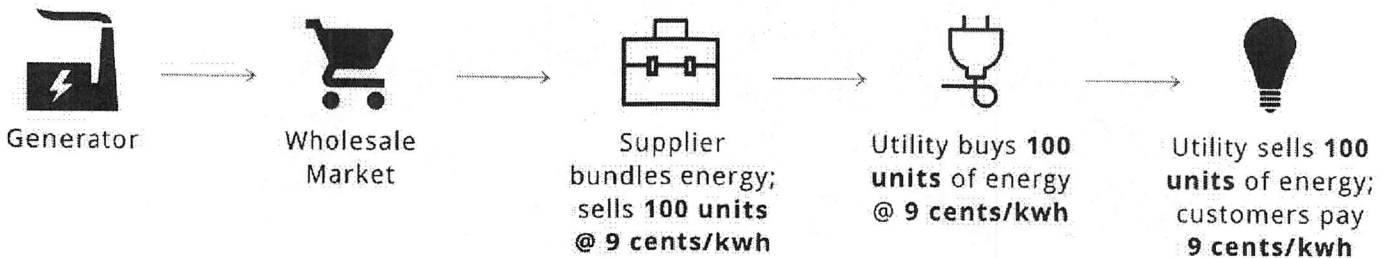 Generator
Wholesale
Market
Supplier
bundles energy;
sells 100 units
@ 9 cents/kwh
Utility buys 100
units of energy
@ 9 cents/kwh
Utility sells 100
units of energy;
customers pay
9 cents/kwh